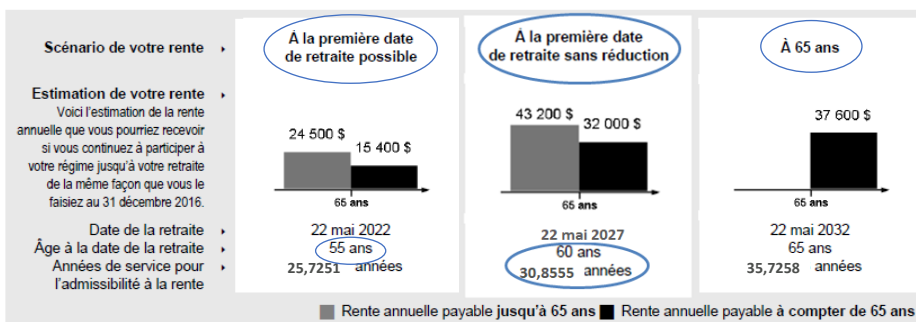 Scénario de votre rente
À la première date
de retraite possible
À la première date
de retraite sans réduction
À 65 ans
Estimation de votre rente
Voici l'estimation de la rente
annuelle que vous pourriez recevoir
si vous continuez à participer à
votre régime jusqu'à votre retraite
de la même façon que vous le
faisiez au 31 décembre 2016.
24 500 $
15 400 $
65 ans
43 200 $
32 000 $
65 ans
37 600 $
65 ans
Date de la retraite
22 mai 2022
22 mai 2027
22 mai 2032
Âge à la date de la retraite
55 ans
60 ans
65 ans
Années de service pour
l'admissibilité à la rente
25,7251 années
30,8555 années
35,7258 années
Rente annuelle payable jusqu'à 65 ans
Rente annuelle payable à compter de 65 ans